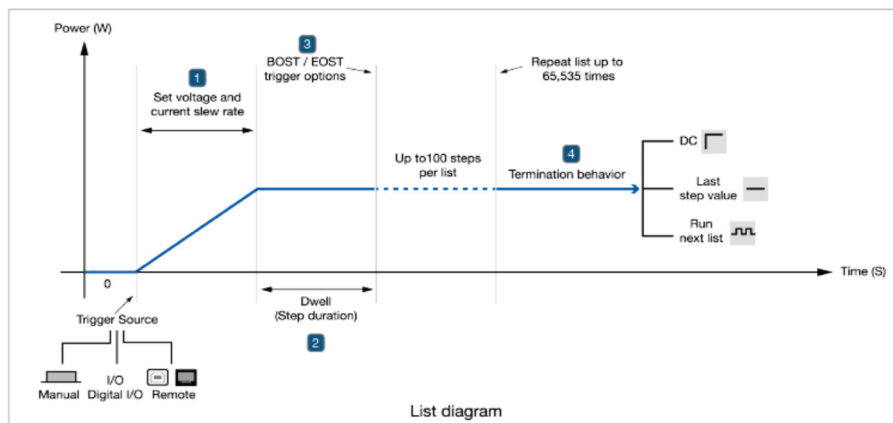 Power (W)
3
BOST / EOST
trigger options
Repeat list up to
65,535 times
1
Set voltage and
current slew rate
4
Up to100 steps
per list
Termination behavior
DC
Last
step value
Run
next list
0
Time (S)
Dwell
(Step duration)
2
Trigger Source
I/O
Manual Digital I/O Remote
List diagram